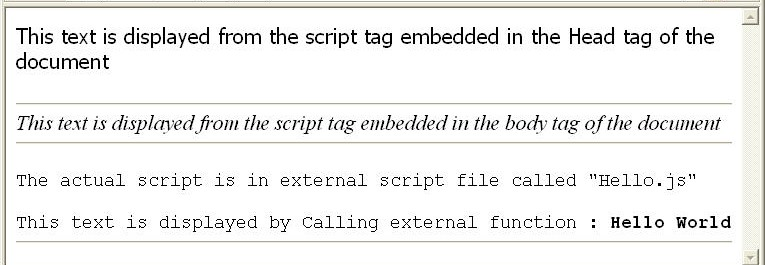 This text is displayed from the script tag embedded in the Head tag of the
document
This text is displayed from the script tag embedded in the body tag of the document
The actual script is in external script file called "Hello.js"
This text is displayed by Calling external function : Hello World